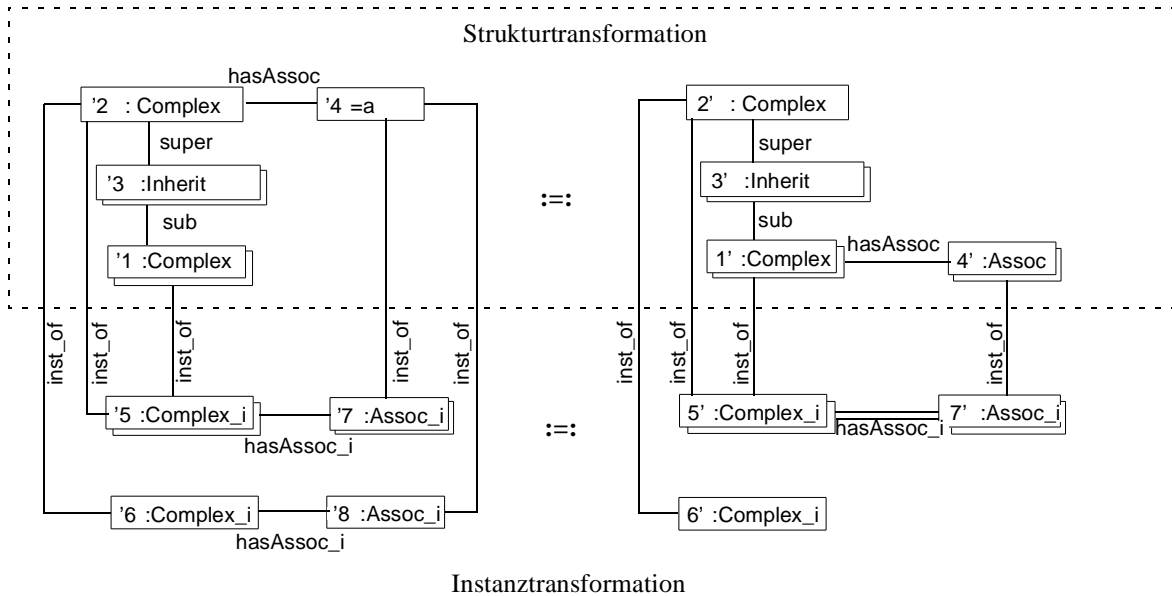 Strukturtransformation
hasAssoc
'2 : Complex
'4 =a
2' : Complex
super
super
'3 :Inherit
3' :Inherit
:=:
sub
sub
hasAssoc
'1 :Complex
1' :Complex
4' :Assoc
inst_of
inst_of
inst_of
inst_of
inst_of
inst_of
inst_of
inst_of
inst_of
'5 :Complex_i
'7 :Assoc_i
5' :Complex_i
7' :Assoc_i
hasAssoc_i
:=:
hasAssoc_i
'6 :Complex_i
'8 :Assoc_i
6' :Complex_i
hasAssoc_i
Instanztransformation